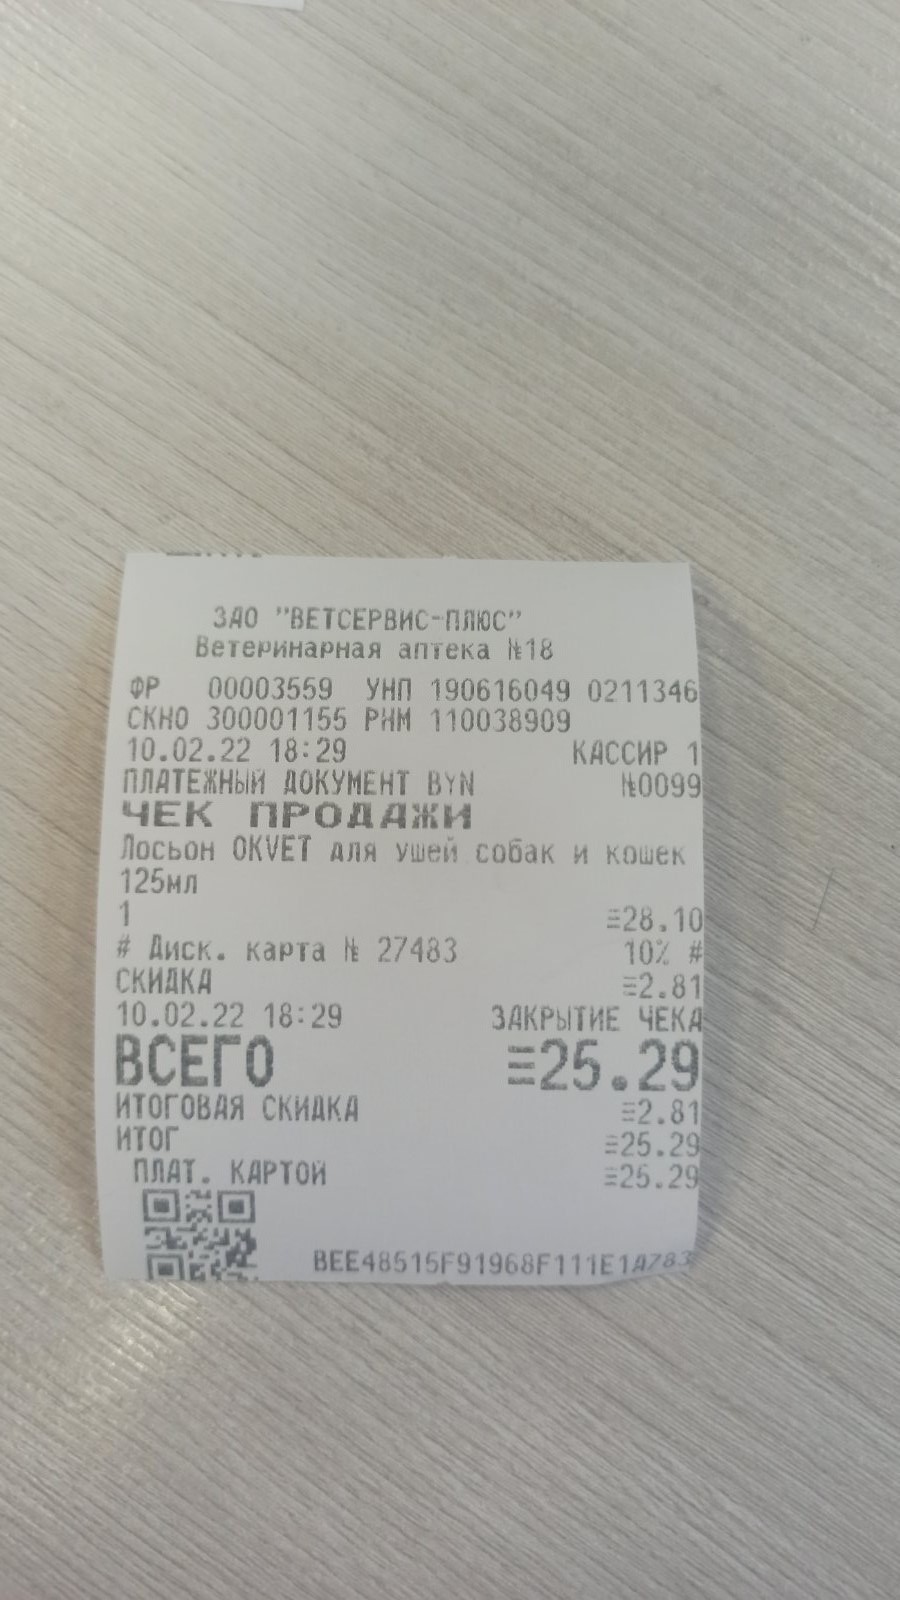 ЗАО "ВЕТСЕРВИС-ПЛЮС"
Ветеринарная аптека №18
ФР 00003559 УНП 190616049 0211346
СКНО 300001155 РНМ 110038909
10.02.22 18:29 КАССИР 1
ПЛАТЕЖНЫЙ ДОКУМЕНТ BYN №0099
ЧЕК ПРОДАЖИ
Лосьон OKVET для ушей собак и кошек
125мл
1 ≡28.10
# Диск. карта № 27483 10% #
СКИДКА ≡2.81
10.02.22 18:29 ЗАКРЫТИЕ ЧЕКА
ВСЕГО ≡25.29
ИТОГОВАЯ СКИДКА ≡2.81
ИТОГ ≡25.29
ПЛАТ. КАРТОЙ ≡25.29
BEE48515F91968F111E1A783